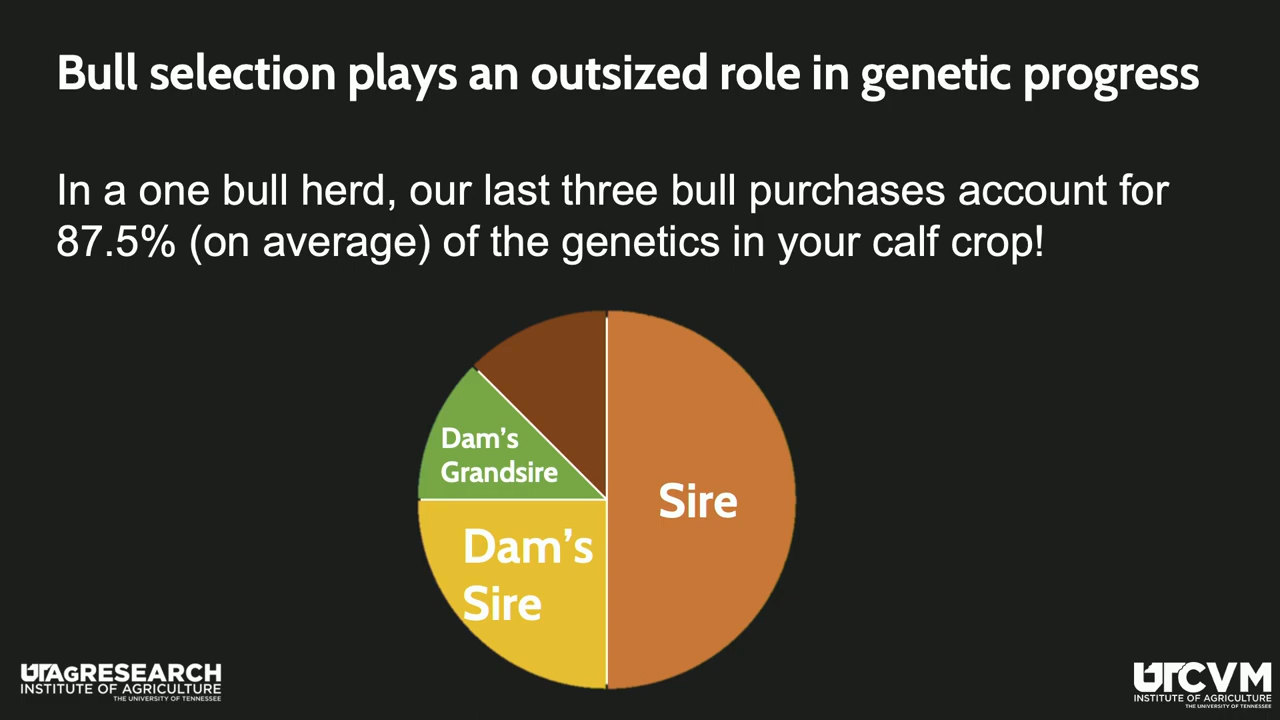 Bull selection plays an outsized role in genetic progress
In a one bull herd, our last three bull purchases account for
87.5% (on average) of the genetics in your calf crop!
Dam's
Grandsire
Sire
Dam's
Sire
UTAGRESEARCH
INSTITUTE OF AGRICULTURE
THE UNIVERSITY OF TENNESSEE
UTCVM
INSTITUTE OF AGRICULTURE
THE UNIVERSITY OF TENNESSEE